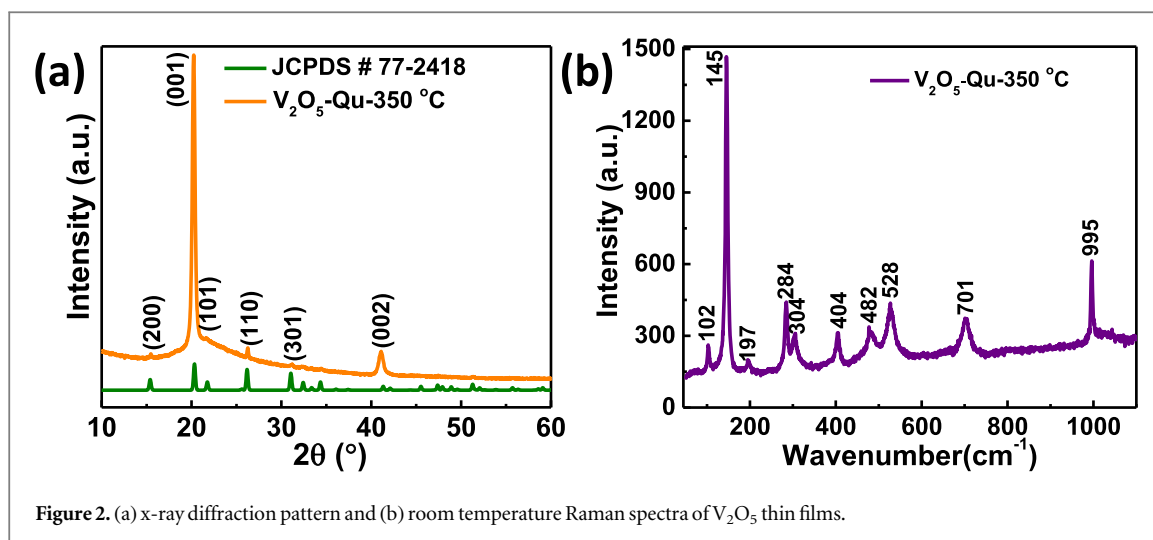 (a)
JCPDS # 77-2418
V₂O₅-Qu-350 °C
(001)
(200)
(101)
(110)
(301)
(002)
Intensity (a.u.)
10 20 30 40 50 60
2θ (°)
(b)
V₂O₅-Qu-350 °C
1500
1200
900
600
300
0
Intensity (a.u.)
102
145
197
284
304
404
482
528
701
995
200 400 600 800 1000
Wavenumber(cm⁻¹)
Figure 2. (a) x-ray diffraction pattern and (b) room temperature Raman spectra of V₂O₅ thin films.